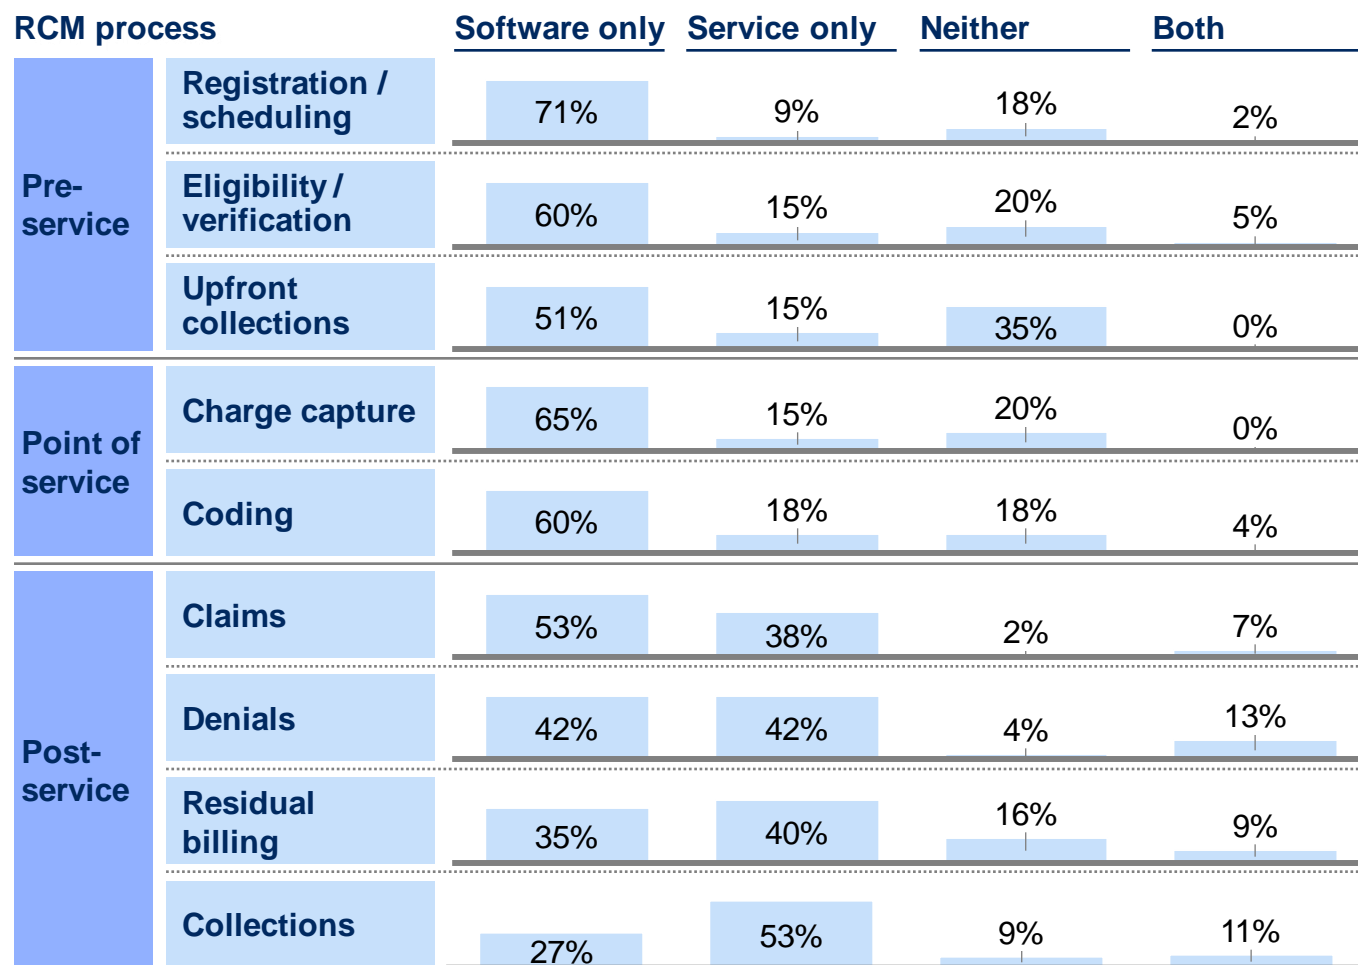 RCM process Software only Service only Neither Both
Pre-
service
Registration /
scheduling
71% 9% 18% 2%
Eligibility /
verification
60% 15% 20% 5%
Upfront
collections
51% 15% 35% 0%
Point of
service
Charge capture
65% 15% 20% 0%
Coding
60% 18% 18% 4%
Post-
service
Claims
53% 38% 2% 7%
Denials
42% 42% 4% 13%
Residual
billing
35% 40% 16% 9%
Collections
27% 53% 9% 11%